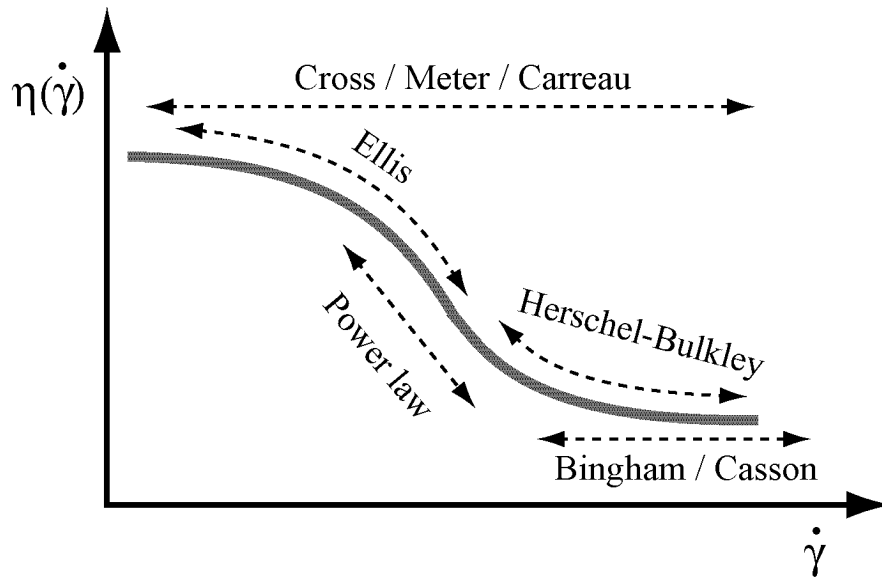 Cross / Meter / Carreau
η(γ̇)
Ellis
Power law
Herschel-Bulkley
Bingham / Casson
γ̇